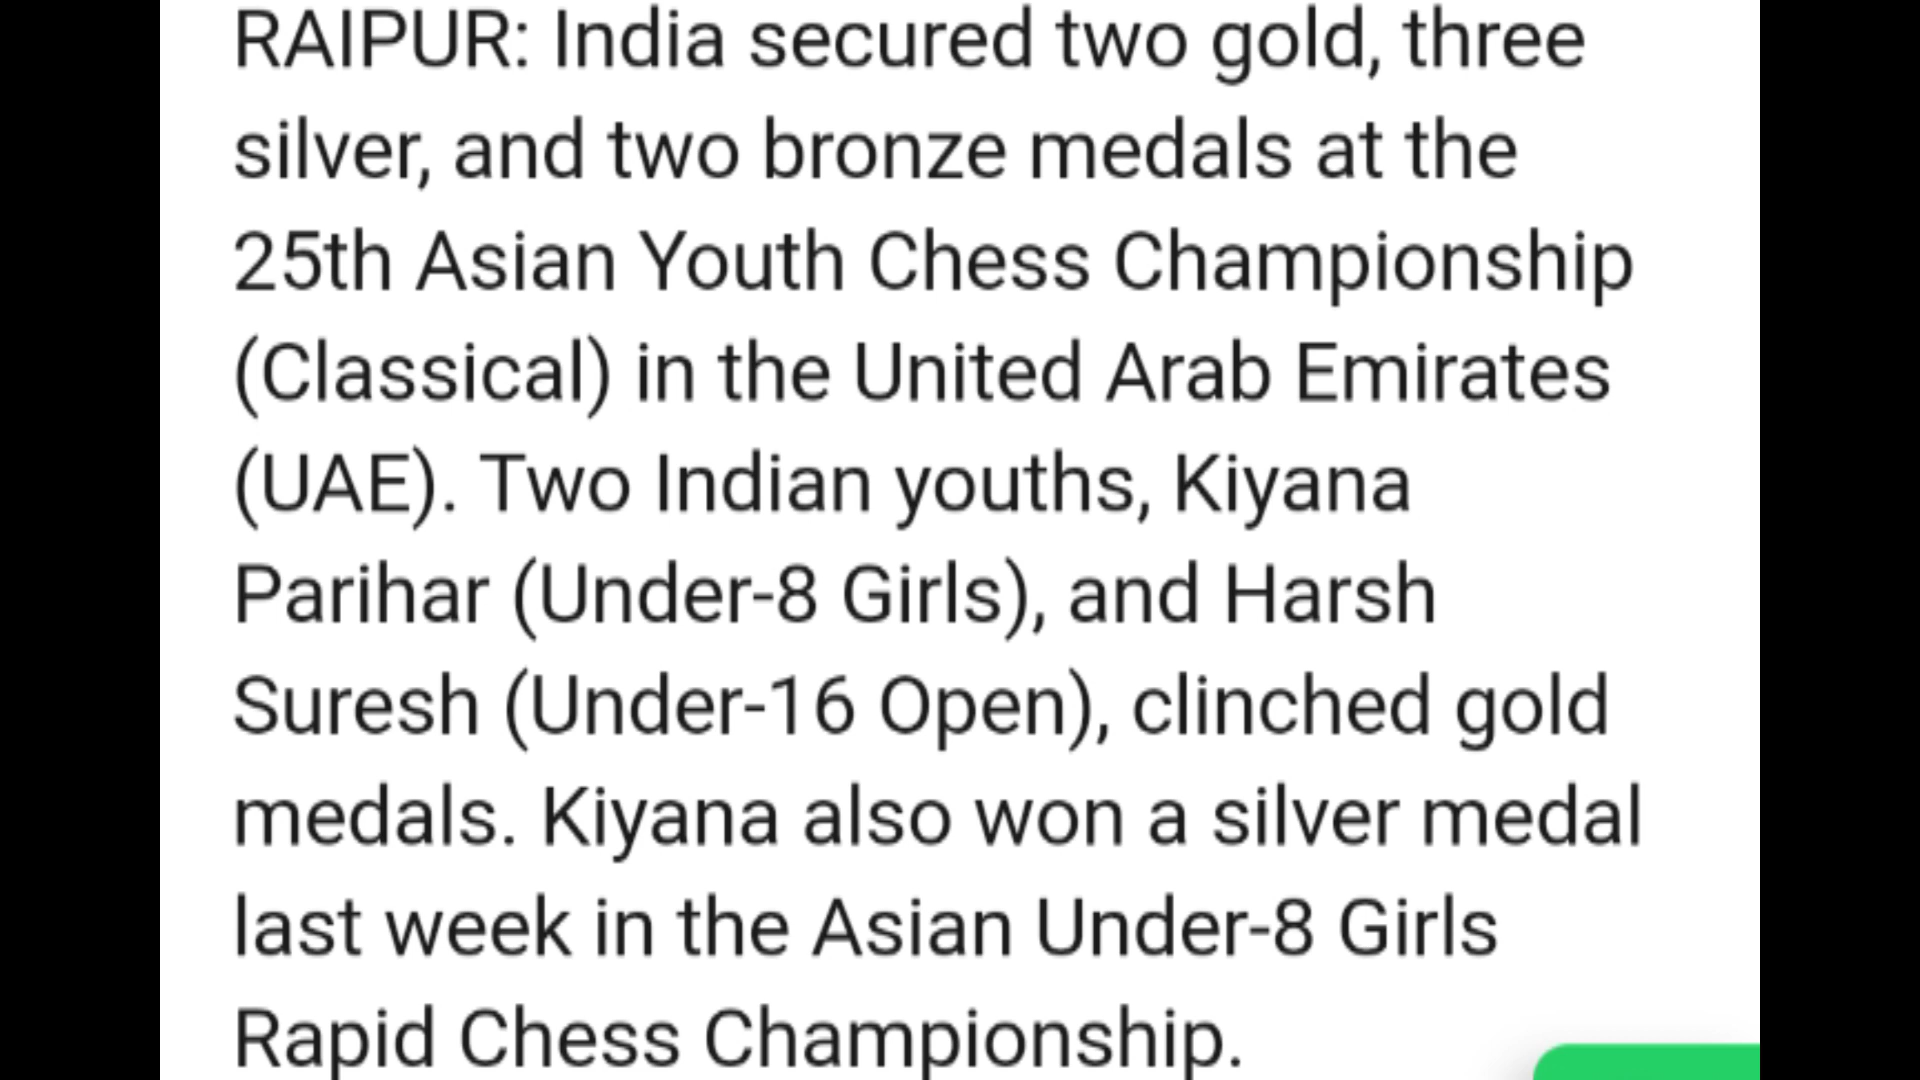 RAIPUR: India secured two gold, three
silver, and two bronze medals at the
25th Asian Youth Chess Championship
(Classical) in the United Arab Emirates
(UAE). Two Indian youths, Kiyana
Parihar (Under-8 Girls), and Harsh
Suresh (Under-16 Open), clinched gold
medals. Kiyana also won a silver medal
last week in the Asian Under-8 Girls
Rapid Chess Championship.